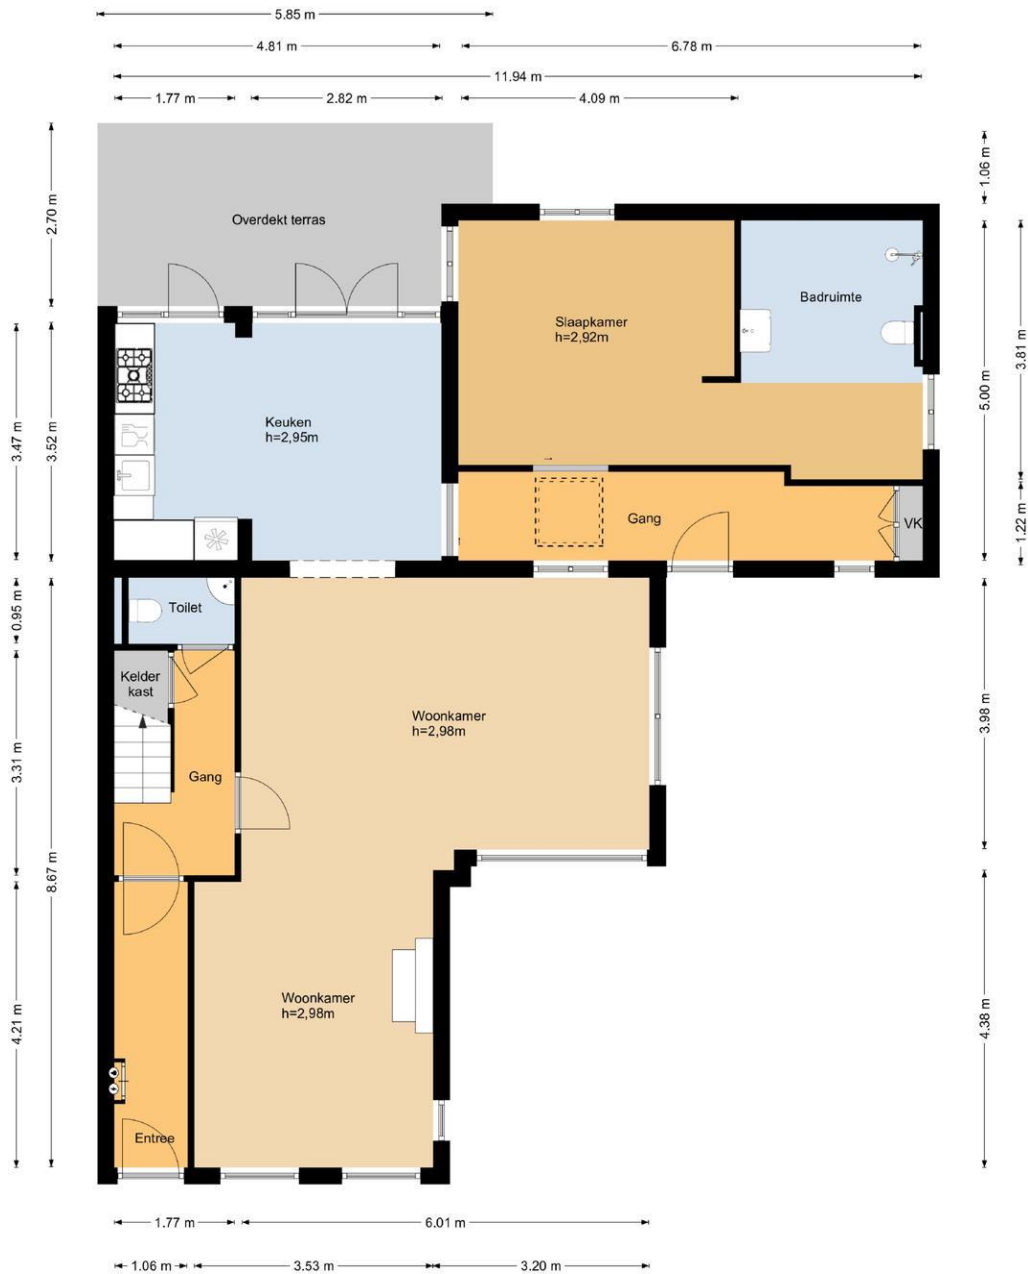 5.85 m
4.81 m
6.78 m
11.94 m
1.77 m
2.82 m
4.09 m
2.70 m
1.06 m
Overdekt terras
Badruimte
Slaapkamer
h=2,92m
3.81 m
5.00 m
Keuken
h=2,95m
3.47 m
3.52 m
Gang
VK
1.22 m
0.95 m
Toilet
Kelder
kast
Woonkamer
h=2,98m
3.98 m
3.31 m
Gang
8.67 m
Woonkamer
h=2,98m
4.21 m
4.38 m
Entree
1.77 m
6.01 m
1.06 m
3.53 m
3.20 m